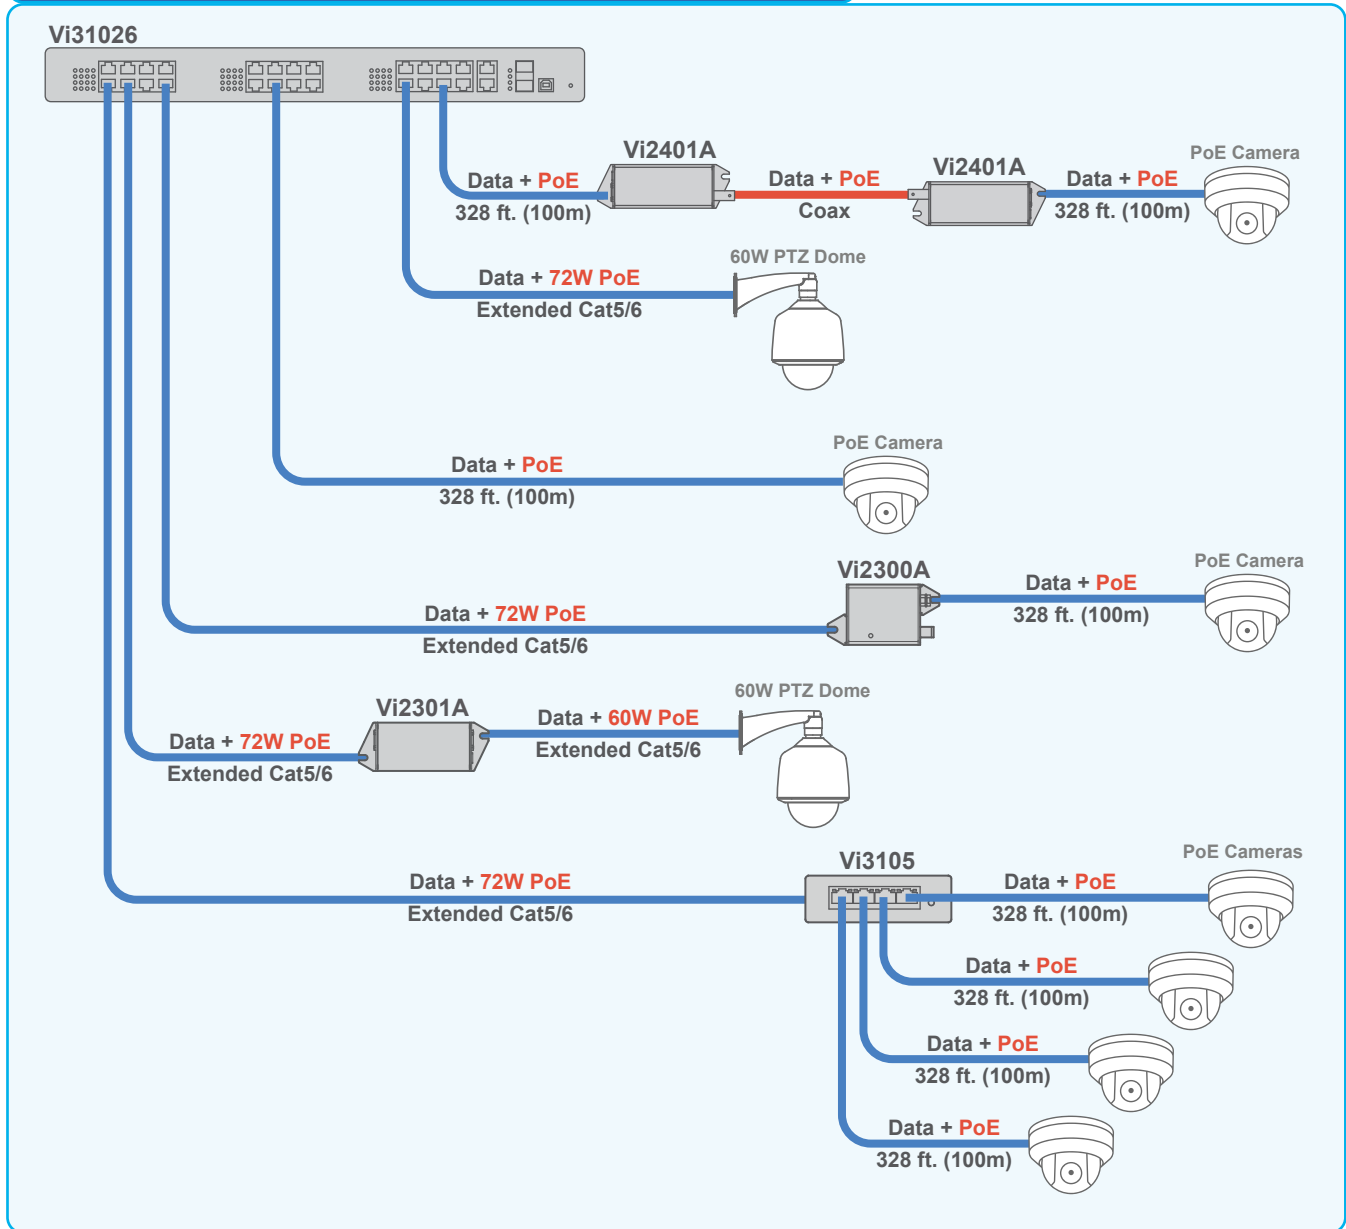 Vi31026
Vi2401A
Data + PoE
328 ft. (100m)
Data + PoE
Coax
Vi2401A
Data + PoE
328 ft. (100m)
PoE Camera
60W PTZ Dome
Data + 72W PoE
Extended Cat5/6
PoE Camera
Data + PoE
328 ft. (100m)
Vi2300A
PoE Camera
Data + PoE
328 ft. (100m)
Data + 72W PoE
Extended Cat5/6
Vi2301A
60W PTZ Dome
Data + 60W PoE
Extended Cat5/6
Data + 72W PoE
Extended Cat5/6
Vi3105
PoE Cameras
Data + 72W PoE
Extended Cat5/6
Data + PoE
328 ft. (100m)
Data + PoE
328 ft. (100m)
Data + PoE
328 ft. (100m)
Data + PoE
328 ft. (100m)